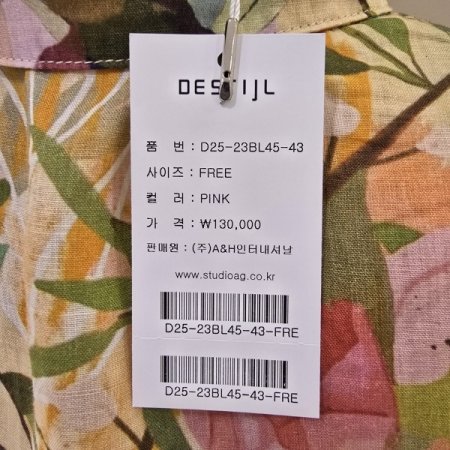 DESTIJL
품 번 : D25-23BL45-43
사이즈 : FREE
컬 러 : PINK
가 격 : ₩130,000
판매원 : (주)A&H인터내셔날
www.studioag.co.kr
D25-23BL45-43-FRE
D25-23BL45-43-FRE